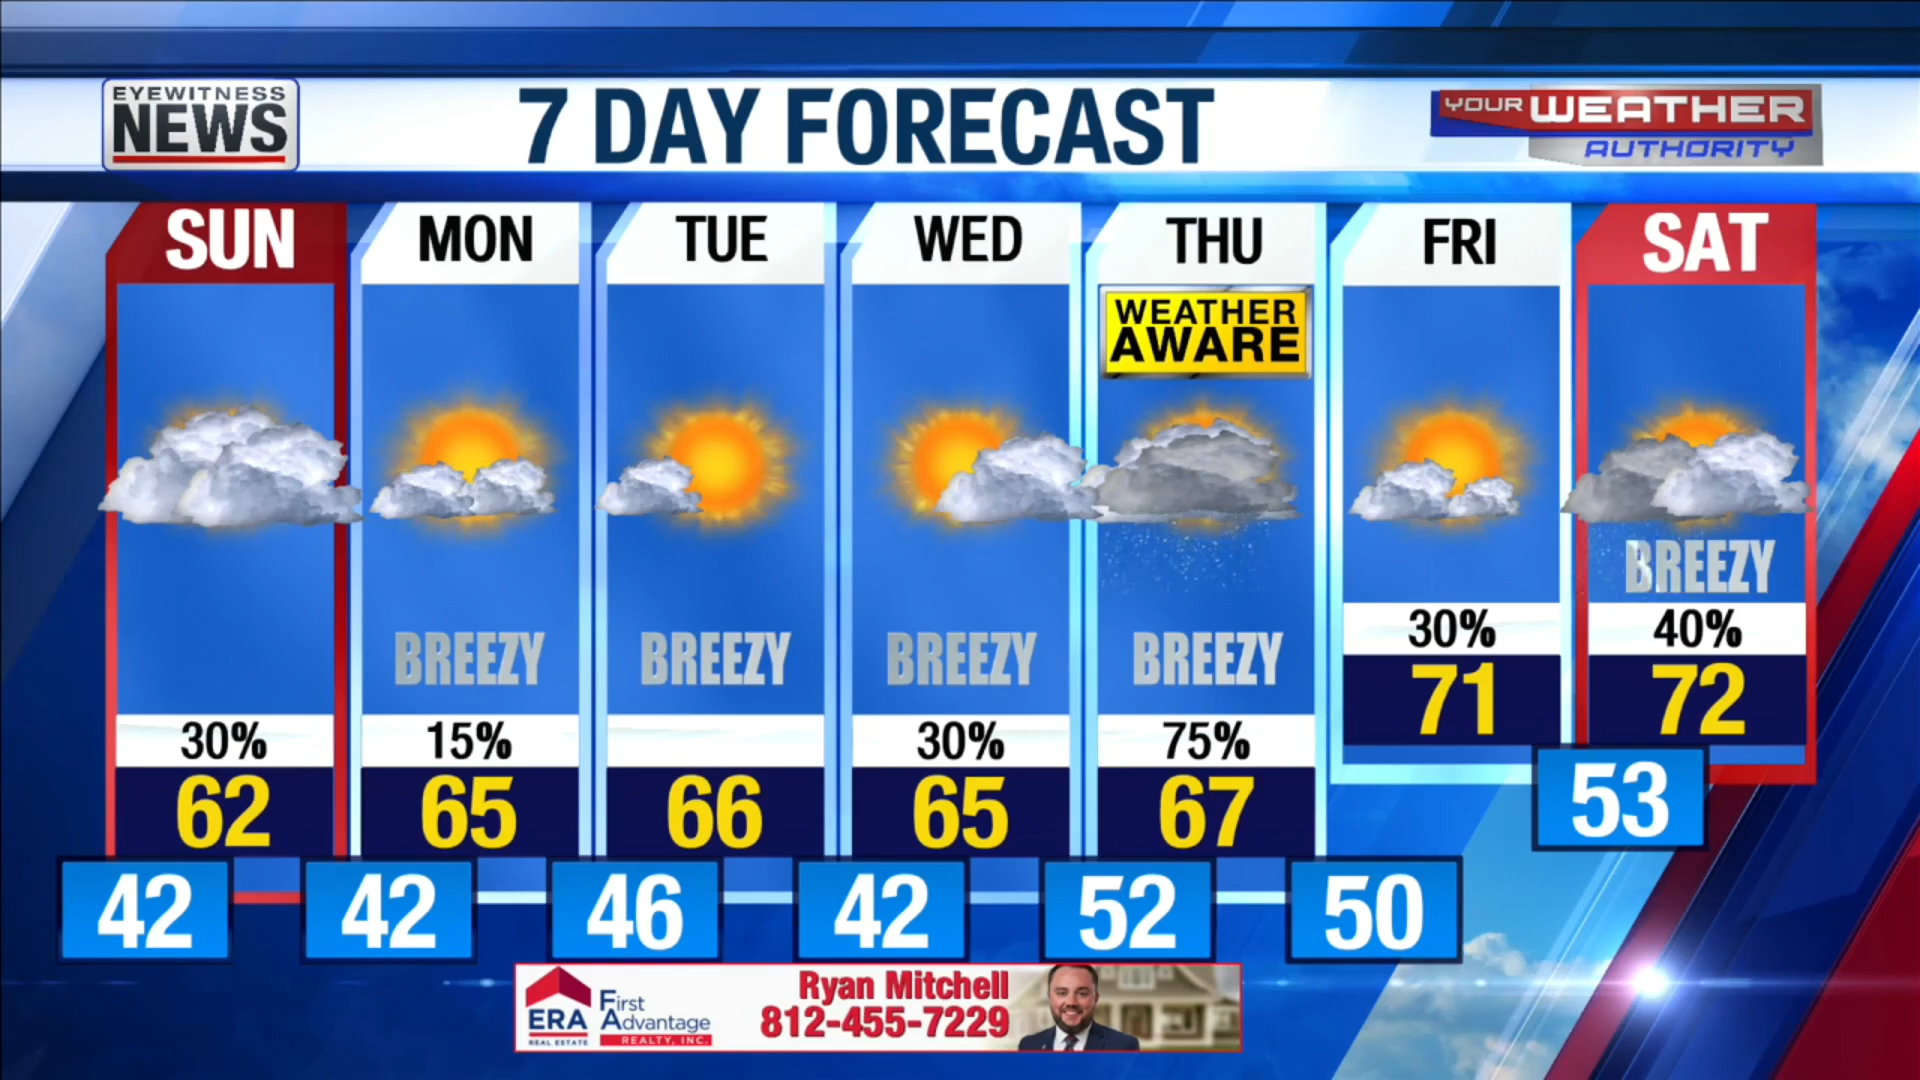 EYEWITNESS
NEWS
7 DAY FORECAST
YOUR WEATHER
AUTHORITY
SUN
MON
TUE
WED
THU
FRI
SAT
WEATHER
AWARE
BREEZY
BREEZY
BREEZY
BREEZY
BREEZY
30%
15%
30%
75%
30%
40%
62
65
66
65
67
71
72
42
42
46
42
52
50
53
ERA
REAL ESTATE
First
Advantage
REALTY, INC.
Ryan Mitchell
812-455-7229